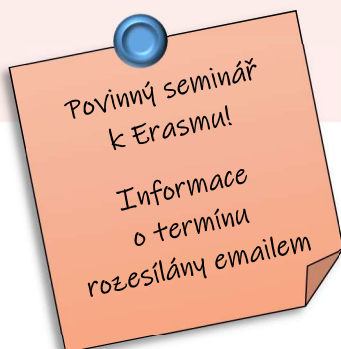 Povinný seminář
k Erasmu!
Informace
o termínu
rozesílány emailem